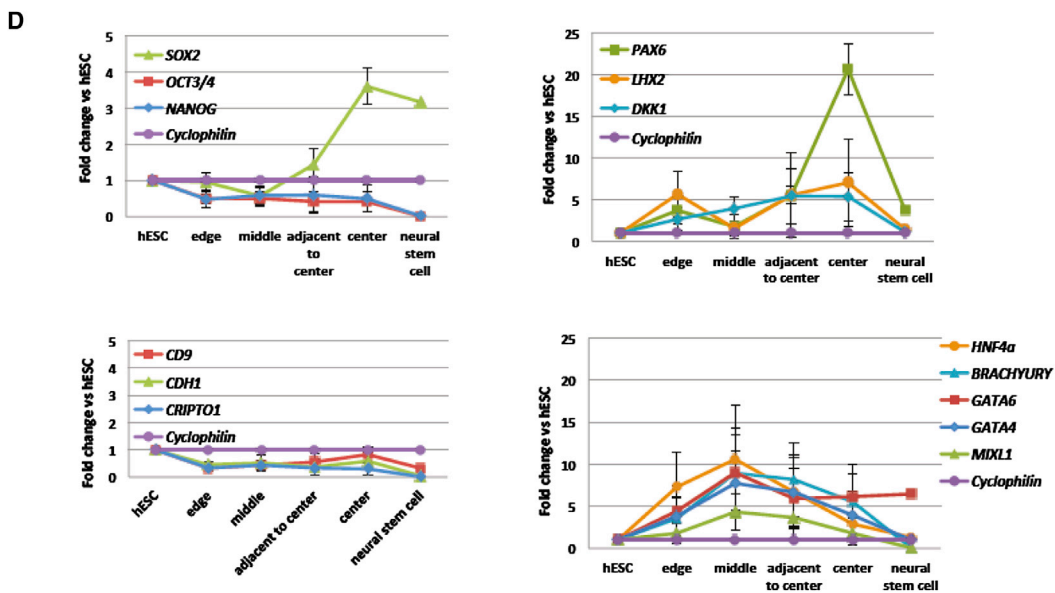 D
5
4
3
2
1
0
Fold change vs hESC
SOX2
OCT3/4
NANOG
Cyclophilin
hESC
edge
middle
adjacent
to
center
center
neural
stem
cell
25
20
15
10
5
0
Fold change vs hESC
PAX6
LHX2
DKK1
Cyclophilin
hESC
edge
middle
adjacent
to center
center
neural
stem cell
5
4
3
2
1
0
Fold change vs hESC
CD9
CDH1
CRIPTO1
Cyclophilin
hESC
edge
middle
adjacent to center
center
neural stem cell
25
20
15
10
5
0
Fold change vs hESC
HNF4α
BRACHYURY
GATA6
GATA4
MIXL1
Cyclophilin
hESC
edge
middle
adjacent
to center
center
neural
stem cell